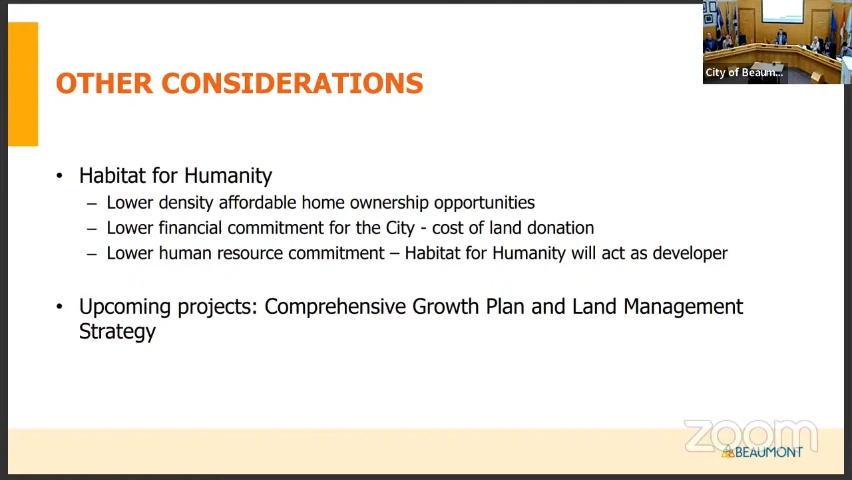 City of Beaum...
OTHER CONSIDERATIONS
• Habitat for Humanity
– Lower density affordable home ownership opportunities
– Lower financial commitment for the City - cost of land donation
– Lower human resource commitment – Habitat for Humanity will act as developer
• Upcoming projects: Comprehensive Growth Plan and Land Management
Strategy
zoom
BEAUMONT